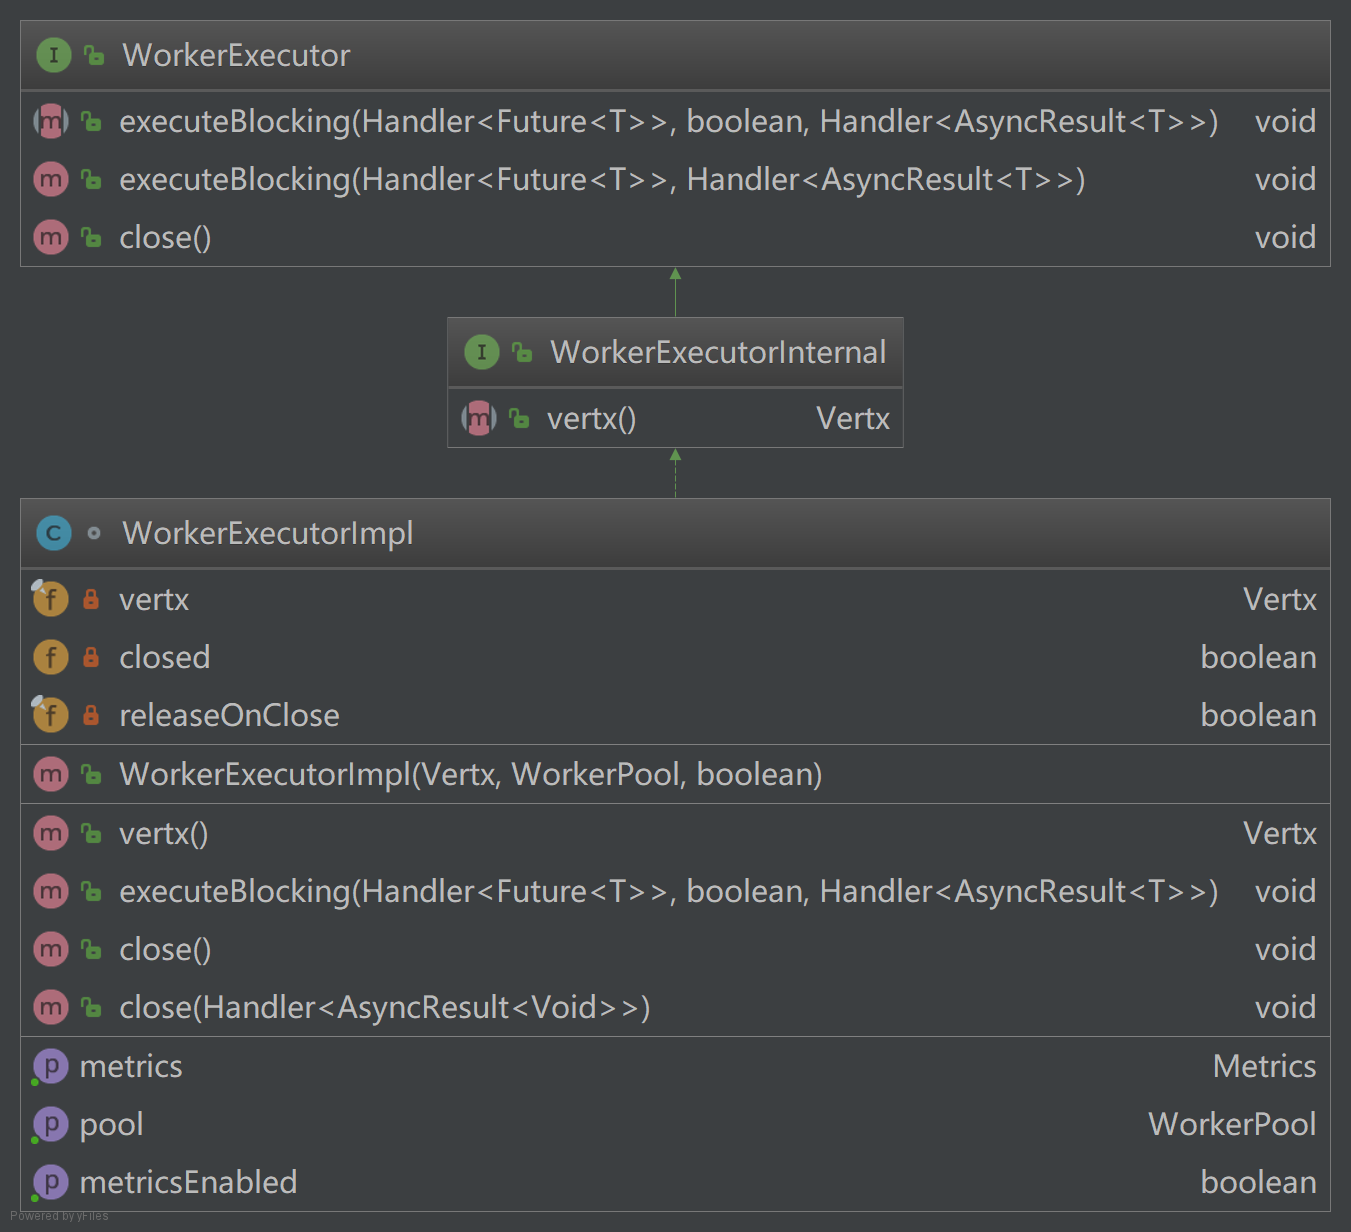 I WorkerExecutor
m executeBlocking(Handler<Future<T>>, boolean, Handler<AsyncResult<T>>) void
m executeBlocking(Handler<Future<T>>, Handler<AsyncResult<T>>) void
m close() void
I WorkerExecutorInternal
m vertx() Vertx
C WorkerExecutorImpl
f vertx Vertx
f closed boolean
f releaseOnClose boolean
m WorkerExecutorImpl(Vertx, WorkerPool, boolean)
m vertx() Vertx
m executeBlocking(Handler<Future<T>>, boolean, Handler<AsyncResult<T>>) void
m close() void
m close(Handler<AsyncResult<Void>>) void
p metrics Metrics
p pool WorkerPool
p metricsEnabled boolean
Powered by yFiles